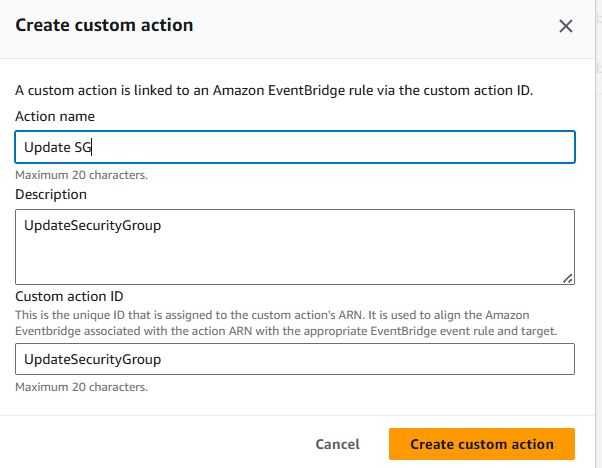 Create custom action
A custom action is linked to an Amazon EventBridge rule via the custom action ID.
Action name
Update SG
Maximum 20 characters.
Description
UpdateSecurityGroup
Custom action ID
This is the unique ID that is assigned to the custom action's ARN. It is used to align the Amazon
Eventbridge associated with the action ARN with the appropriate EventBridge event rule and target.
UpdateSecurityGroup
Maximum 20 characters.
Cancel
Create custom action